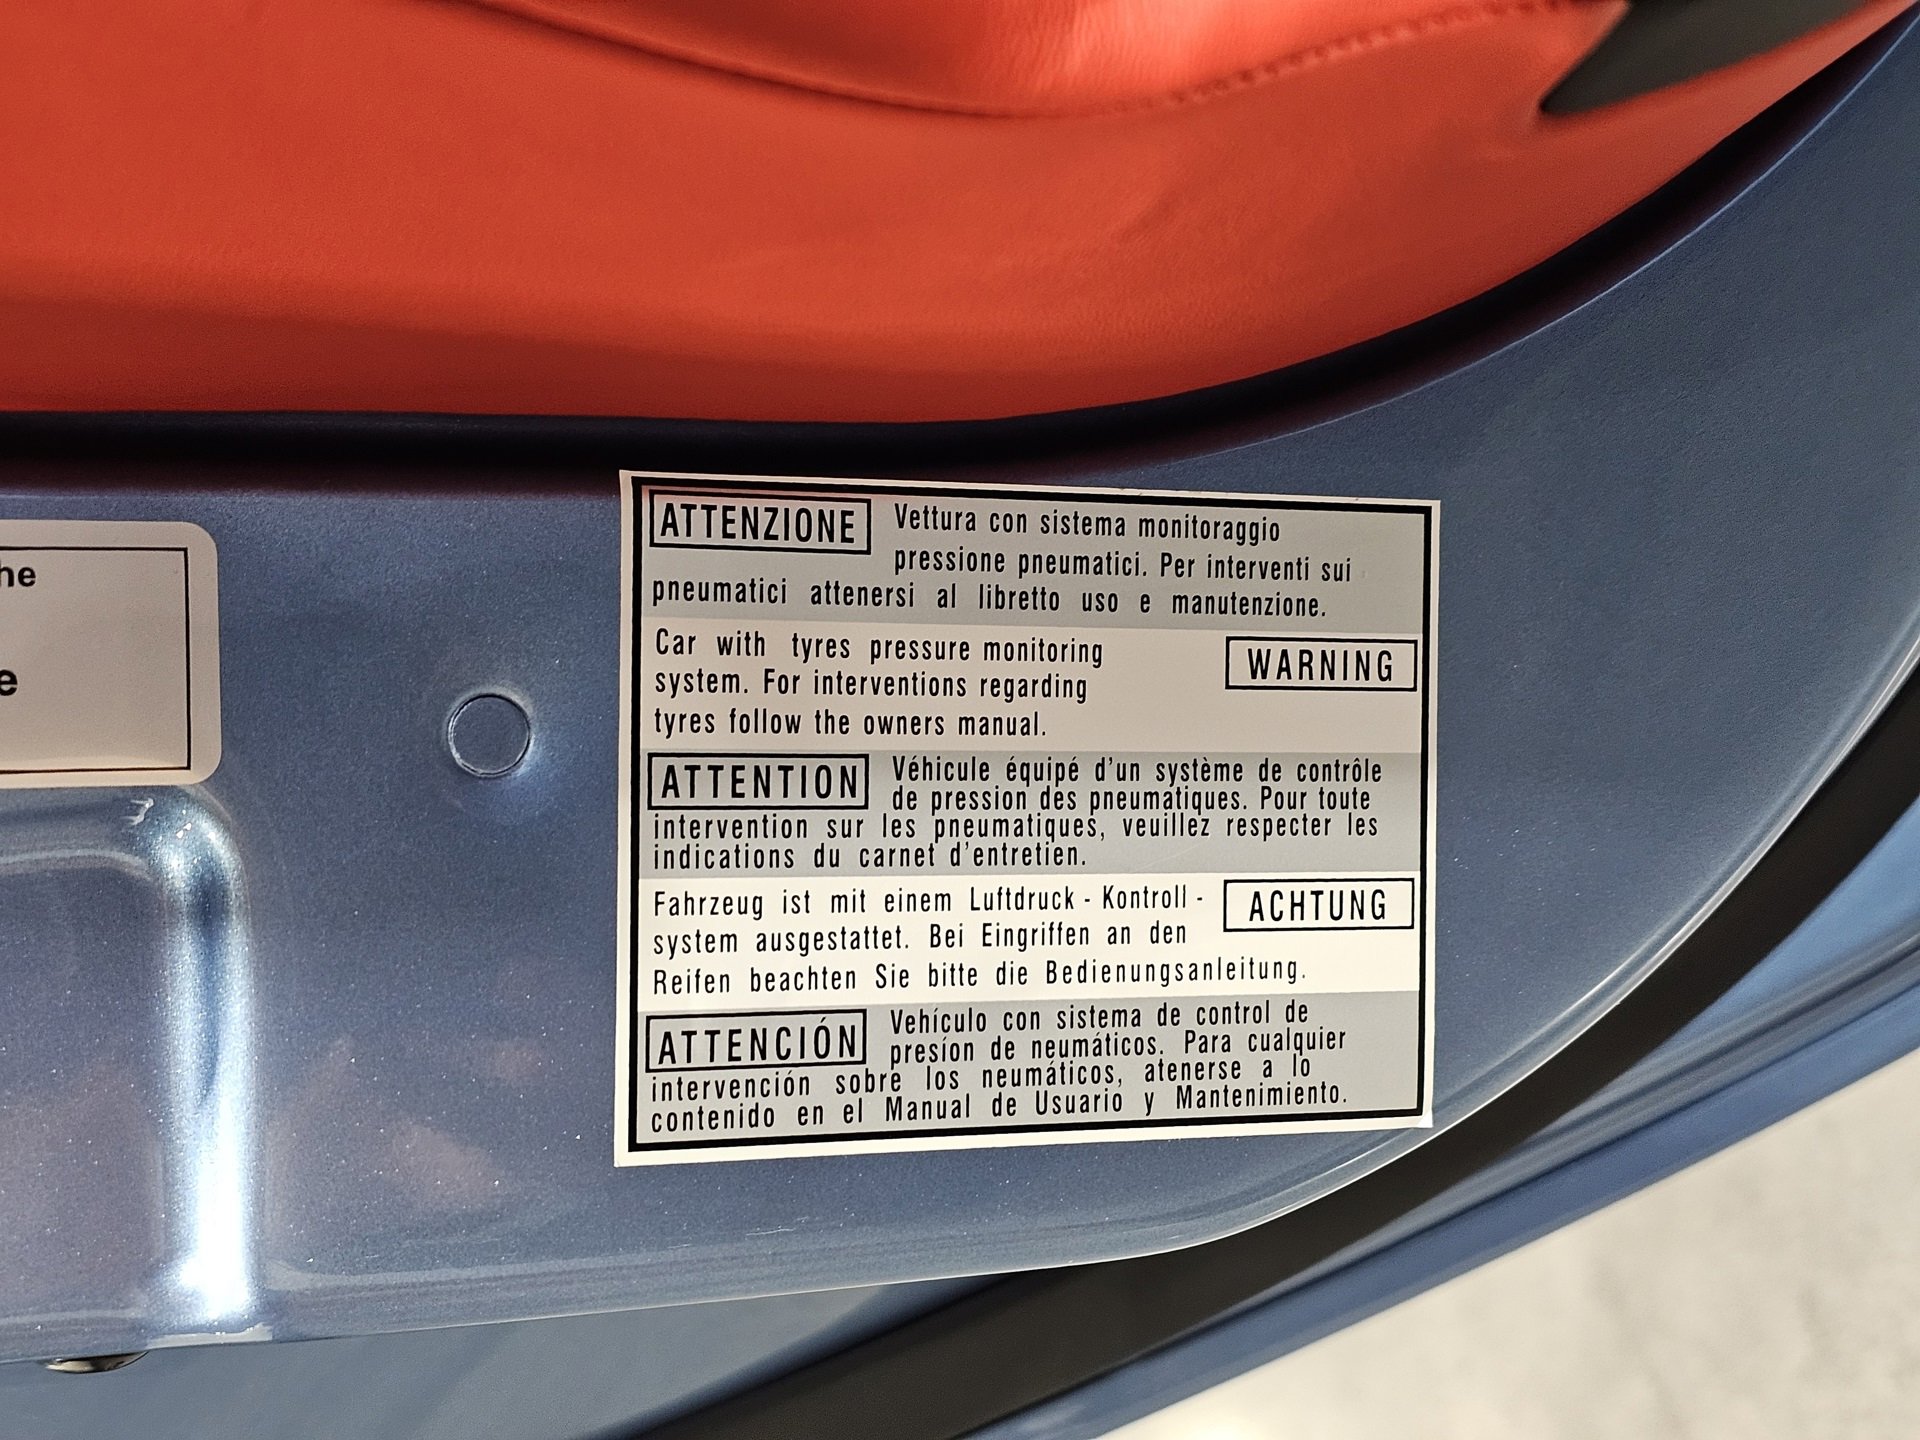 he
e
ATTENZIONE Vettura con sistema monitoraggio
pressione pneumatici. Per interventi sui
pneumatici attenersi al libretto uso e manutenzione.
Car with tyres pressure monitoring
WARNING
system. For interventions regarding
tyres follow the owners manual.
ATTENTION Véhicule équipé d'un système de contrôle
de pression des pneumatiques. Pour toute
intervention sur les pneumatiques, veuillez respecter les
indications du carnet d'entretien.
Fahrzeug ist mit einem Luftdruck - Kontroll -
ACHTUNG
system ausgestattet. Bei Eingriffen an den
Reifen beachten Sie bitte die Bedienungsanleitung.
ATTENCIÓN Vehículo con sistema de control de
presíon de neumáticos. Para cualquier
intervención sobre los neumáticos, atenerse a lo
contenido en el Manual de Usuario y Mantenimiento.